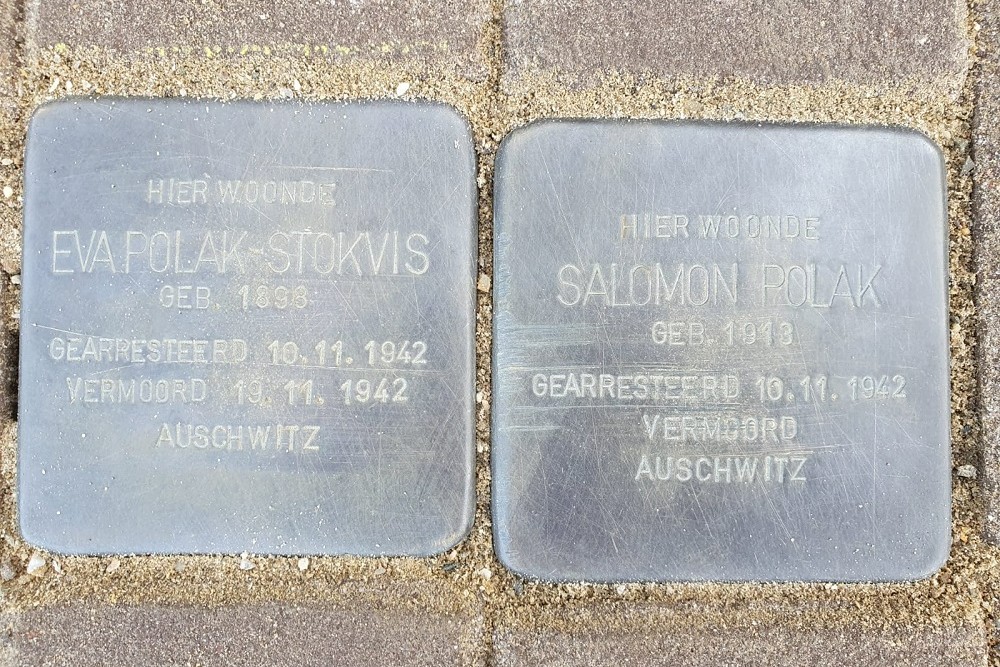 HIER WOONDE
EVA POLAK-STOKVIS
GEB. 1898
GEARRESTEERD 10.11.1942
VERMOORD 19.11.1942
AUSCHWITZ
HIER WOONDE
SALOMON POLAK
GEB. 1913
GEARRESTEERD 10.11.1942
VERMOORD
AUSCHWITZ